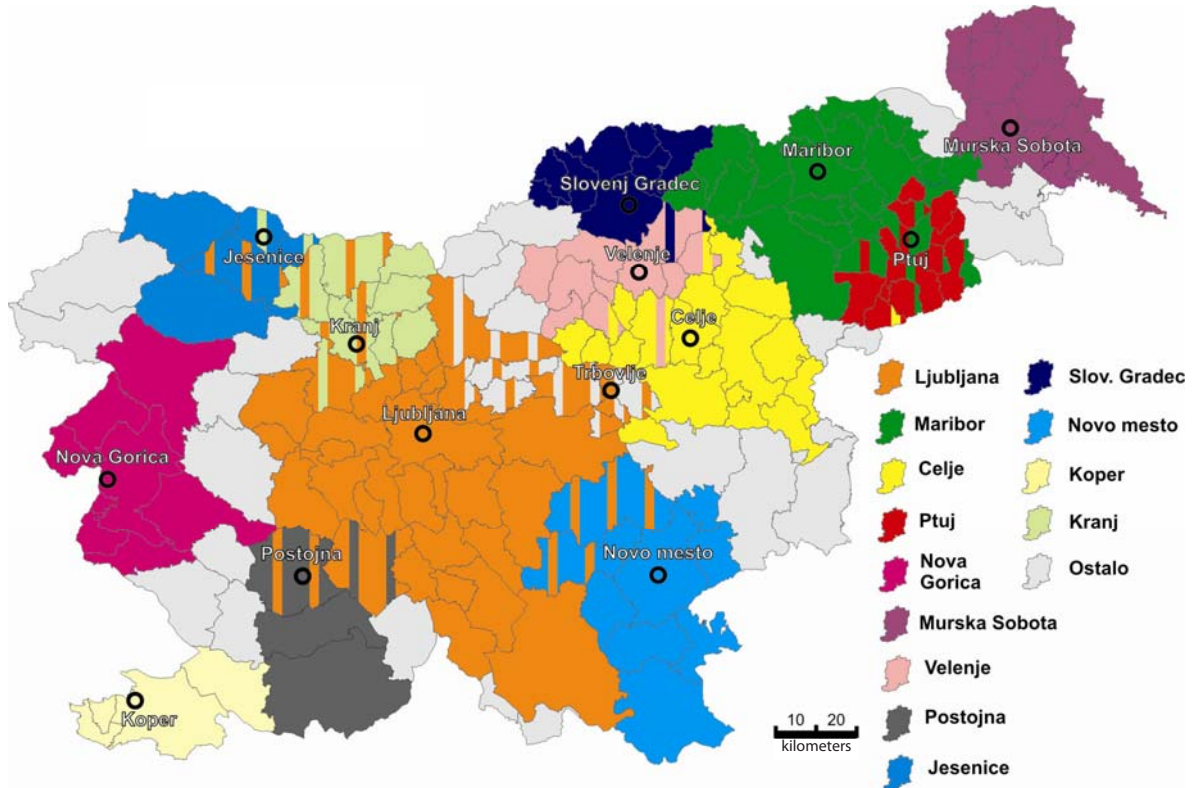 Murska Sobota
Maribor
Slovenj Gradec
Ptuj
Jesenice
Velenje
Kranj
Celje
Trbovlje
Ljubljana
Nova Gorica
Postojna
Novo mesto
Koper
10 20
kilometers
Ljubljana
Maribor
Celje
Ptuj
Nova
Gorica
Murska Sobota
Velenje
Postojna
Jesenice
Slov. Gradec
Novo mesto
Koper
Kranj
Ostalo